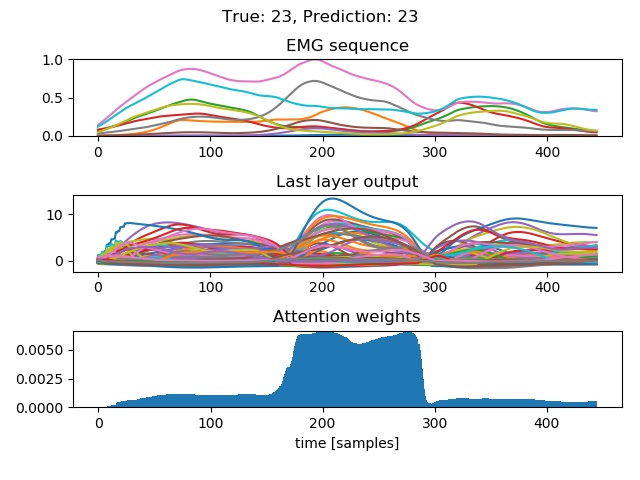 True: 23, Prediction: 23
EMG sequence
1.0
0.5
0.0
0 100 200 300 400
Last layer output
10
0
0 100 200 300 400
Attention weights
0.0050
0.0025
0.0000
0 100 200 300 400
time [samples]